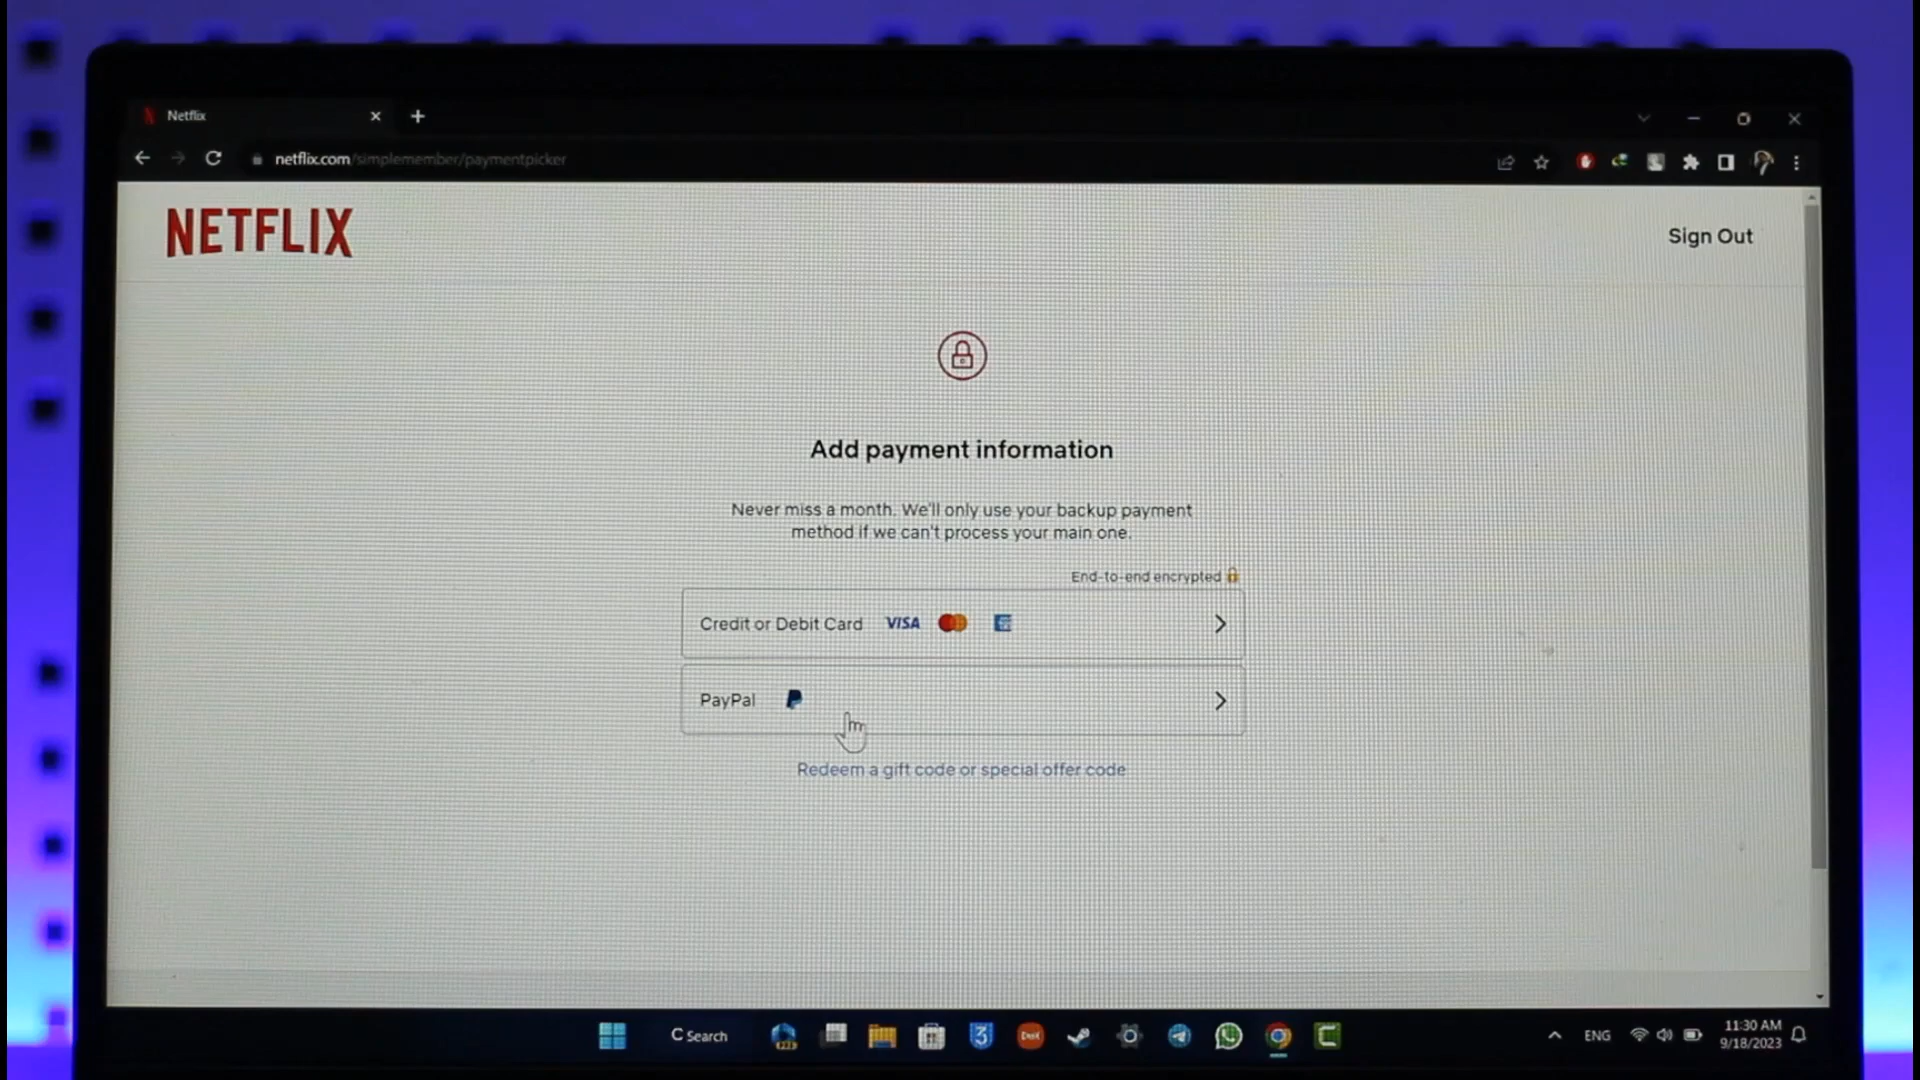 Netflix
netflix.com/simplemember/paymentpicker
NETFLIX
Sign Out
Add payment information
Never miss a month. We'll only use your backup payment
method if we can't process your main one.
End-to-end encrypted
Credit or Debit Card VISA
PayPal
Redeem a gift code or special offer code
Search
3
ENG
11:30 AM
9/18/2023